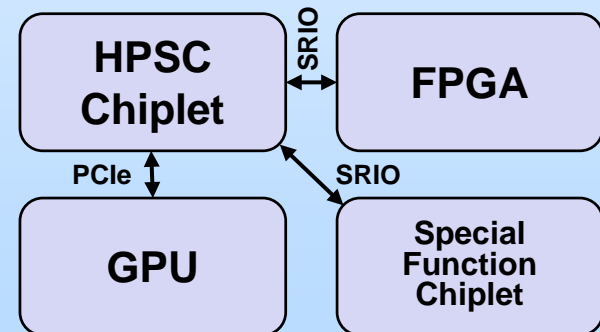 HPSC
Chiplet
SRIO
FPGA
PCIe
SRIO
GPU
Special
Function
Chiplet